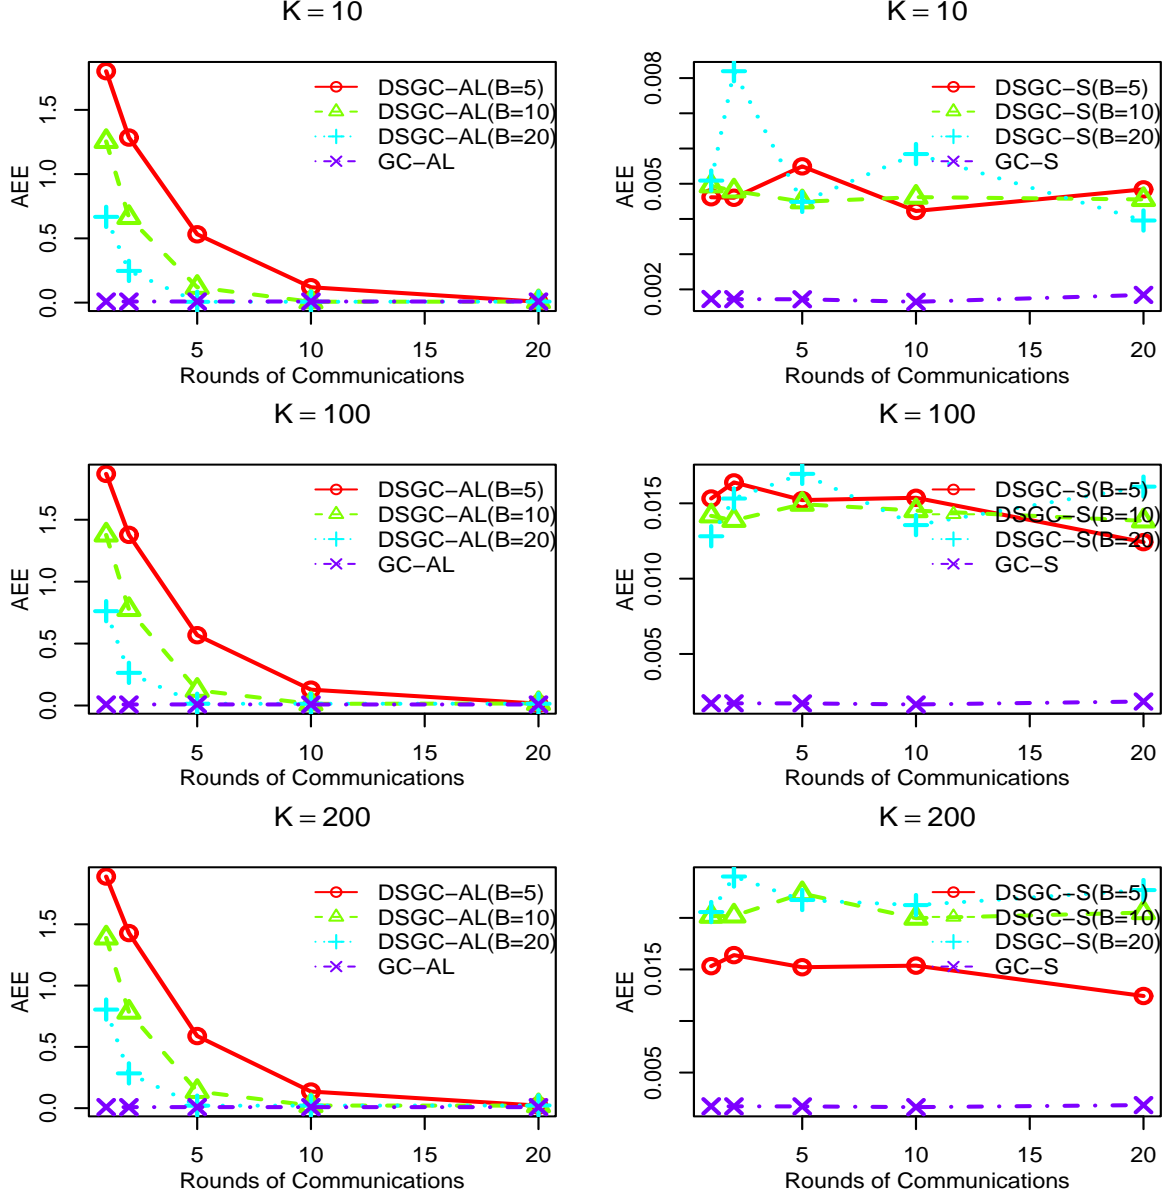 K = 10
1.5
1.0
0.5
0.0
AEE
DSGC−AL(B=5)
DSGC−AL(B=10)
DSGC−AL(B=20)
GC−AL
5 10 15 20
Rounds of Communications
K = 10
0.008
0.005
0.002
AEE
DSGC−S(B=5)
DSGC−S(B=10)
DSGC−S(B=20)
GC−S
5 10 15 20
Rounds of Communications
K = 100
1.5
1.0
0.5
0.0
AEE
DSGC−AL(B=5)
DSGC−AL(B=10)
DSGC−AL(B=20)
GC−AL
5 10 15 20
Rounds of Communications
K = 100
0.015
0.010
0.005
AEE
DSGC−S(B=5)
DSGC−S(B=10)
DSGC−S(B=20)
GC−S
5 10 15 20
Rounds of Communications
K = 200
1.5
1.0
0.5
0.0
AEE
DSGC−AL(B=5)
DSGC−AL(B=10)
DSGC−AL(B=20)
GC−AL
5 10 15 20
Rounds of Communications
K = 200
0.015
0.005
AEE
DSGC−S(B=5)
DSGC−S(B=10)
DSGC−S(B=20)
GC−S
5 10 15 20
Rounds of Communications